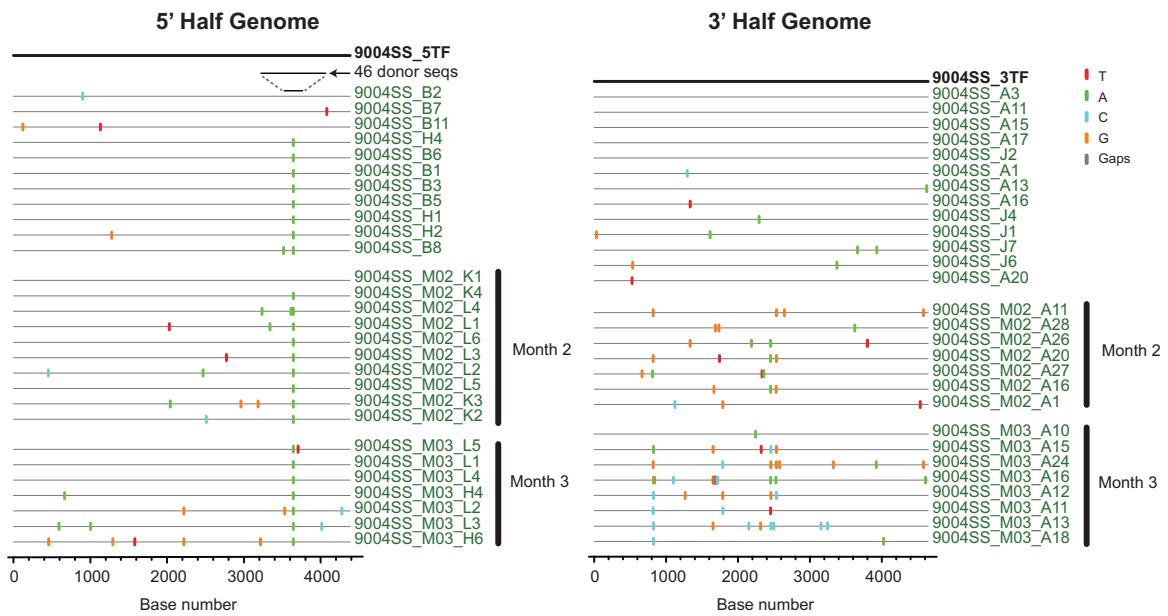 5’ Half Genome
9004SS_5TF
46 donor seqs
9004SS_B2
9004SS_B7
9004SS_B11
9004SS_H4
9004SS_B6
9004SS_B1
9004SS_B3
9004SS_B5
9004SS_H1
9004SS_H2
9004SS_B8
9004SS_M02_K1
9004SS_M02_K4
9004SS_M02_L4
9004SS_M02_L1
9004SS_M02_L6
9004SS_M02_L3
9004SS_M02_L2
9004SS_M02_L5
9004SS_M02_K3
9004SS_M02_K2
Month 2
9004SS_M03_L5
9004SS_M03_L1
9004SS_M03_L4
9004SS_M03_H4
9004SS_M03_L2
9004SS_M03_L3
9004SS_M03_H6
Month 3
0 1000 2000 3000 4000
Base number
3’ Half Genome
9004SS_3TF
9004SS_A3
9004SS_A11
9004SS_A15
9004SS_A17
9004SS_J2
9004SS_A1
9004SS_A13
9004SS_A16
9004SS_J4
9004SS_J1
9004SS_J7
9004SS_J6
9004SS_A20
9004SS_M02_A11
9004SS_M02_A28
9004SS_M02_A26
9004SS_M02_A20
9004SS_M02_A27
9004SS_M02_A16
9004SS_M02_A1
Month 2
9004SS_M03_A10
9004SS_M03_A15
9004SS_M03_A24
9004SS_M03_A16
9004SS_M03_A12
9004SS_M03_A11
9004SS_M03_A13
9004SS_M03_A18
Month 3
0 1000 2000 3000 4000
Base number
T
A
C
G
Gaps